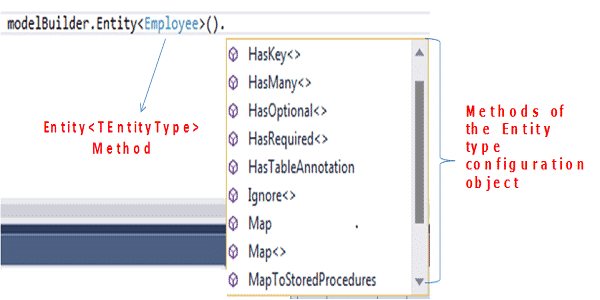 modelBuilder.Entity<Employee>().
HasKey<>
HasMany<>
HasOptional<>
HasRequired<>
HasTableAnnotation
Ignore<>
Map
Map<>
MapToStoredProcedures
Entity<TEntityType>
Method
Methods of
the Entity
type
configuration
object